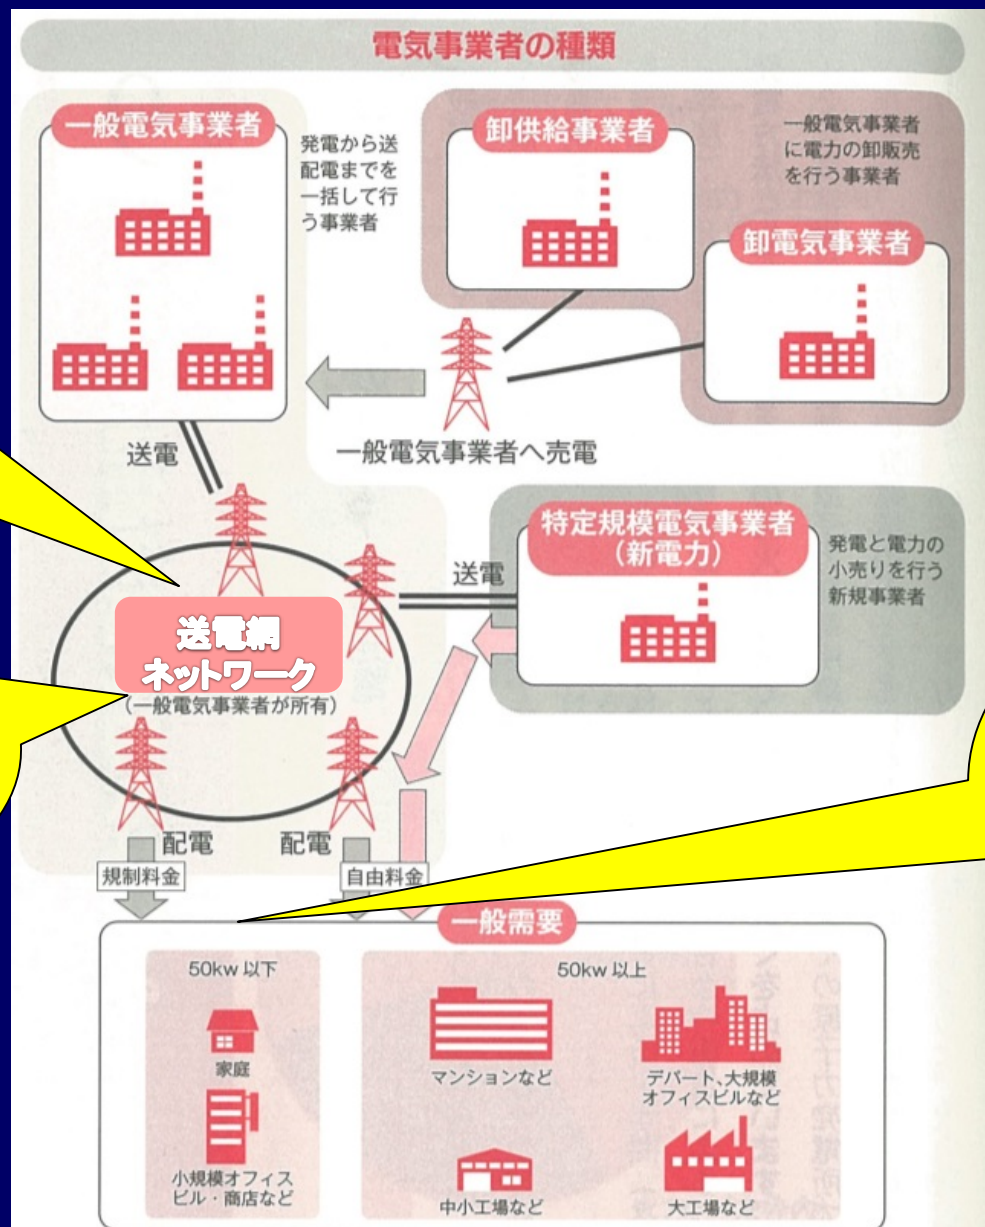 電気事業者の種類
一般電気事業者
発電から送
配電までを
一括して行
う事業者
卸供給事業者
一般電気事業者
に電力の卸販売
を行う事業者
卸電気事業者
送電
一般電気事業者へ売電
特定規模電気事業者
(新電力)
発電と電力の
小売りを行う
新規事業者
送電
送電網
ネットワーク
(一般電気事業者が所有)
配電
配電
規制料金
自由料金
一般需要
50kw 以下
50kw 以上
家庭
マンションなど
デパート、大規模
オフィスビルなど
小規模オフィス
ビル・商店など
中小工場など
大工場など